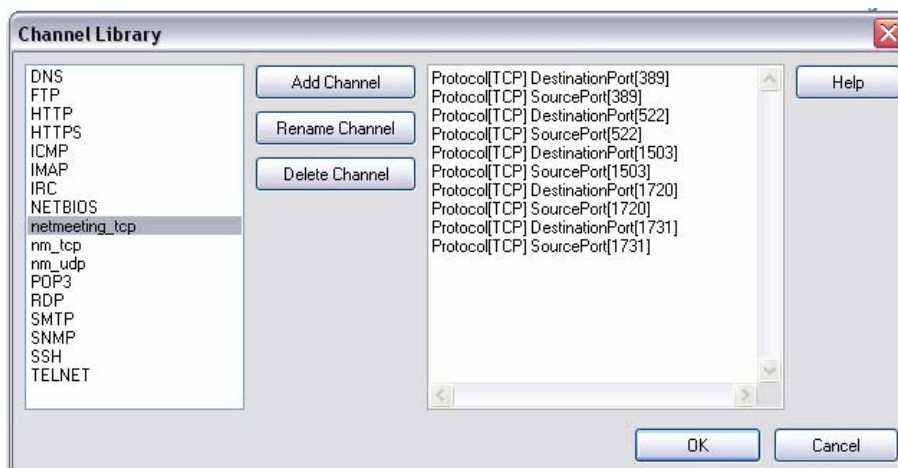 Channel Library
DNS
FTP
HTTP
HTTPS
ICMP
IMAP
IRC
NETBIOS
netmeeting_tcp
nm_tcp
nm_udp
POP3
RDP
SMTP
SNMP
SSH
TELNET
Add Channel
Rename Channel
Delete Channel
Protocol[TCP] DestinationPort[389]
Protocol[TCP] SourcePort[389]
Protocol[TCP] DestinationPort[522]
Protocol[TCP] SourcePort[522]
Protocol[TCP] DestinationPort[1503]
Protocol[TCP] SourcePort[1503]
Protocol[TCP] DestinationPort[1720]
Protocol[TCP] SourcePort[1720]
Protocol[TCP] DestinationPort[1731]
Protocol[TCP] SourcePort[1731]
Help
OK
Cancel